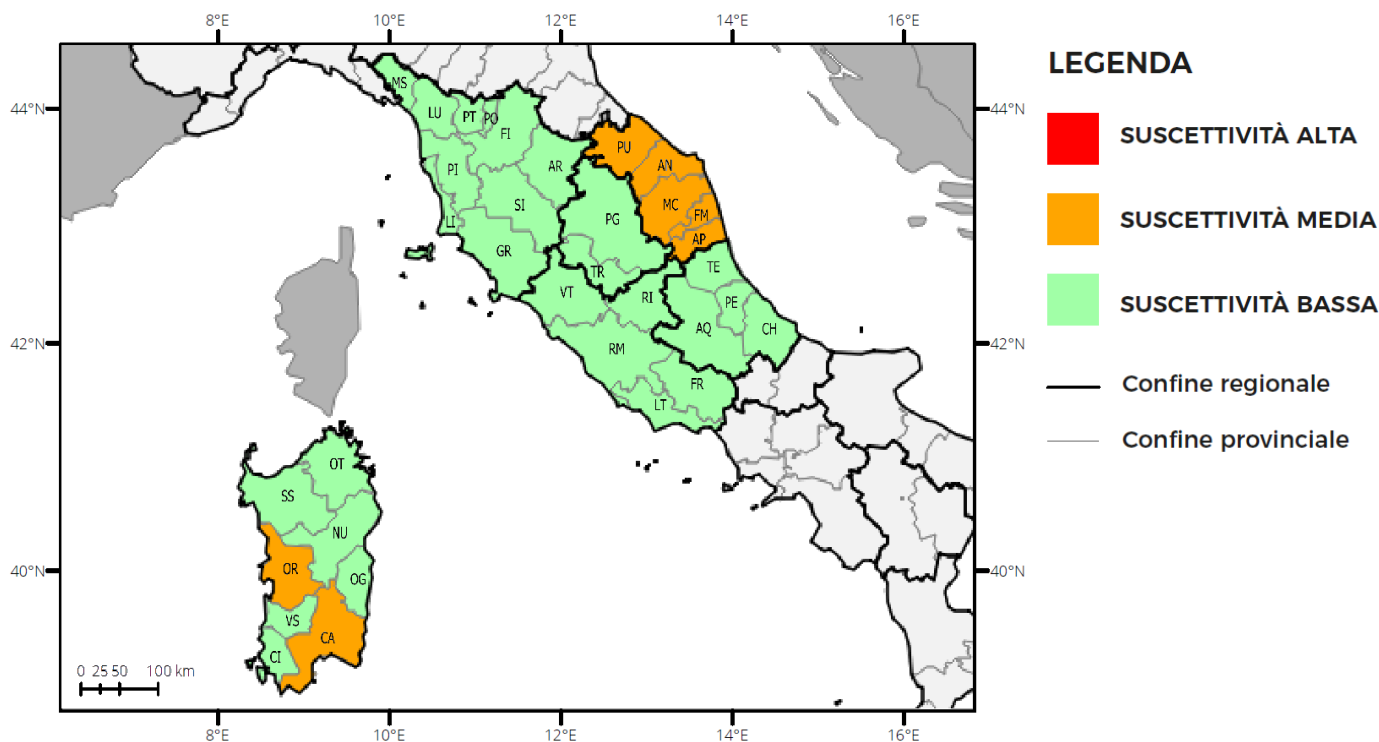 8°E 10°E 12°E 14°E 16°E
LEGENDA
SUSCETTIVITÀ ALTA
SUSCETTIVITÀ MEDIA
SUSCETTIVITÀ BASSA
Confine regionale
Confine provinciale
44°N 44°N
42°N 42°N
40°N 40°N
MS
LU PT PO
FI
PU
PI AR AN
SI MC
LI PG FM
AP
GR
TR TE
VT RI PE
AQ CH
RM
FR
LT
OT
SS
NU
OR OG
VS
CA
CI
0 25 50 100 km
8°E 10°E 12°E 14°E 16°E